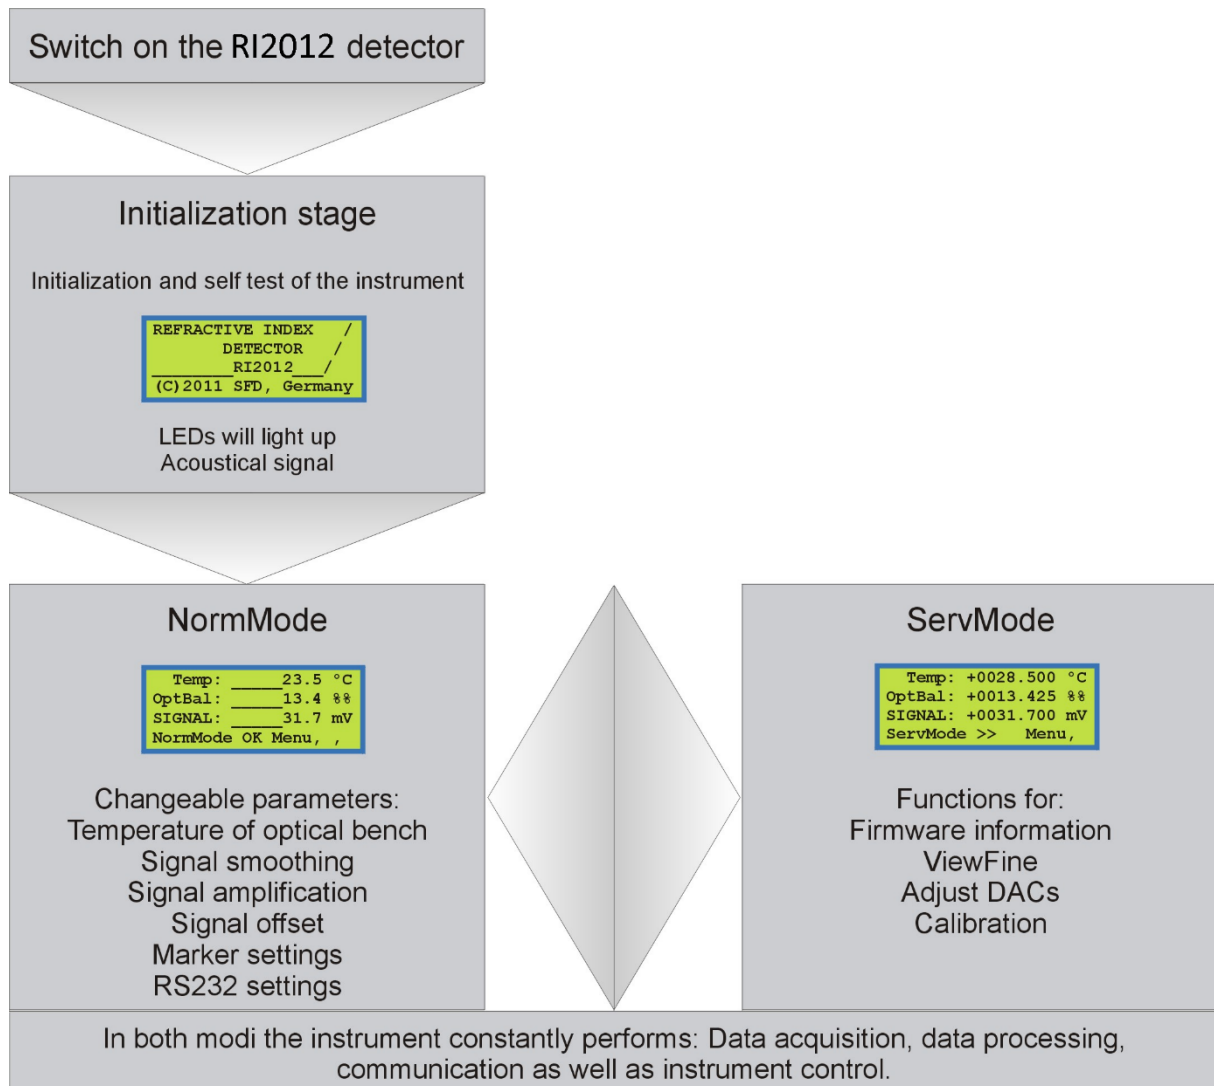 Switch on the RI2012 detector
Initialization stage
Initialization and self test of the instrument
REFRACTIVE INDEX /
DETECTOR /
________RI2012___/
(C)2011 SFD, Germany
LEDs will light up
Acoustical signal
NormMode
Temp: _____23.5 °C
OptBal: _____13.4 %%
SIGNAL: _____31.7 mV
NormMode OK Menu, ,
Changeable parameters:
Temperature of optical bench
Signal smoothing
Signal amplification
Signal offset
Marker settings
RS232 settings
ServMode
Temp: +0028.500 °C
OptBal: +0013.425 %%
SIGNAL: +0031.700 mV
ServMode >> Menu,
Functions for:
Firmware information
ViewFine
Adjust DACs
Calibration
In both modi the instrument constantly performs: Data acquisition, data processing,
communication as well as instrument control.